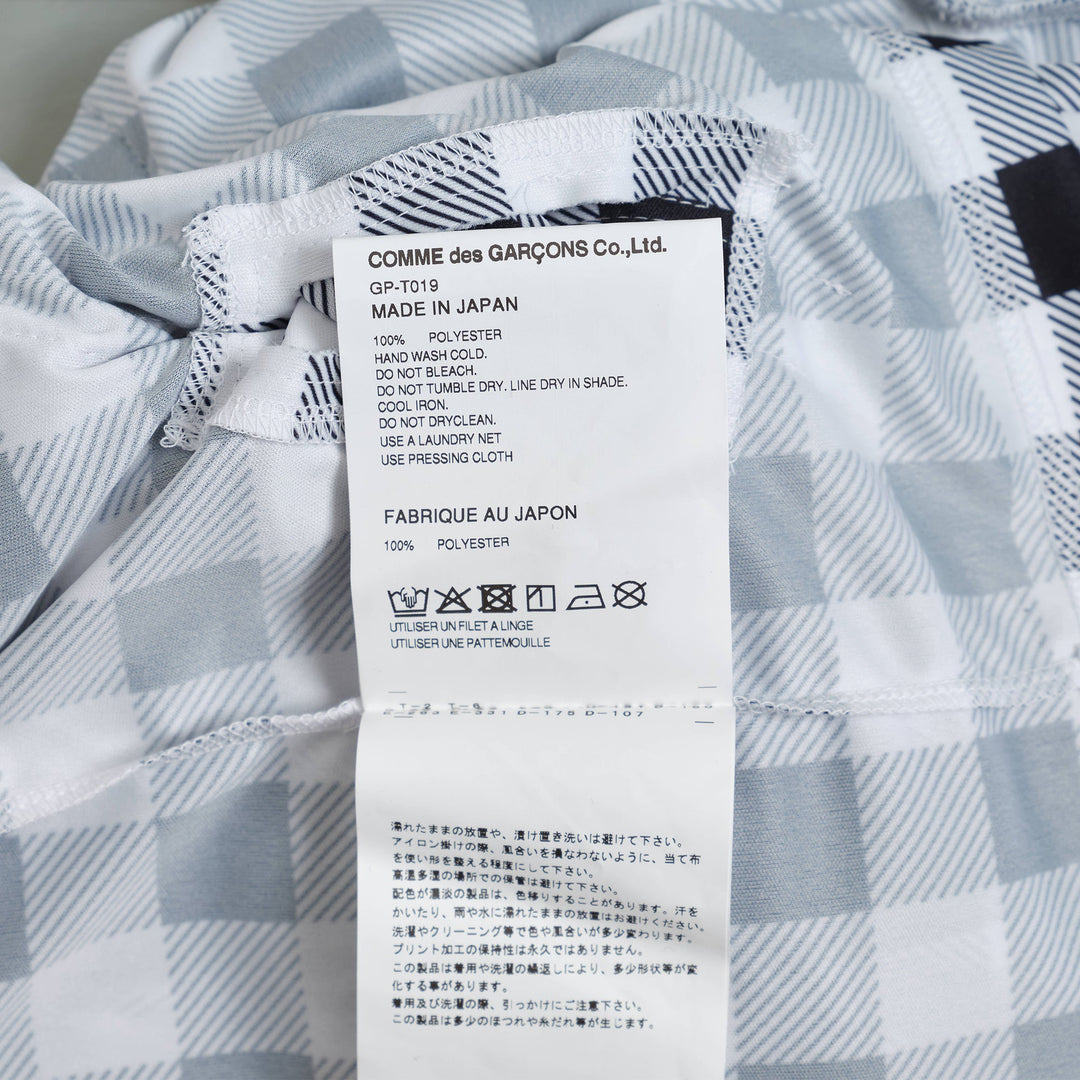 COMME des GARÇONS Co.,Ltd.
GP-T019
MADE IN JAPAN
100% POLYESTER
HAND WASH COLD.
DO NOT BLEACH.
DO NOT TUMBLE DRY. LINE DRY IN SHADE.
COOL IRON.
DO NOT DRYCLEAN.
USE A LAUNDRY NET
USE PRESSING CLOTH
FABRIQUE AU JAPON
100% POLYESTER
UTILISER UN FILET A LINGE
UTILISER UNE PATTEMOUILLE
E-331 D-175 D-107
濡れたままの放置や、漬け置き洗いは避けて下さい。
アイロン掛けの際、風合いを損なわないように、当て布
を使い形を整える程度にして下さい。
高温多湿の場所での保管は避けて下さい。
配色が濃淡の製品は、色移りすることがあります。汗を
かいたり、雨や水に濡れたままの放置はお避けください。
洗濯やクリーニング等で色や風合いが多少変わります。
プリント加工の保持性は永久ではありません。
この製品は着用や洗濯の繰返しにより、多少形状等が変
化する事があります。
着用及び洗濯の際、引っかけにご注意下さい。
この製品は多少のほつれや糸だれ等が生じます。